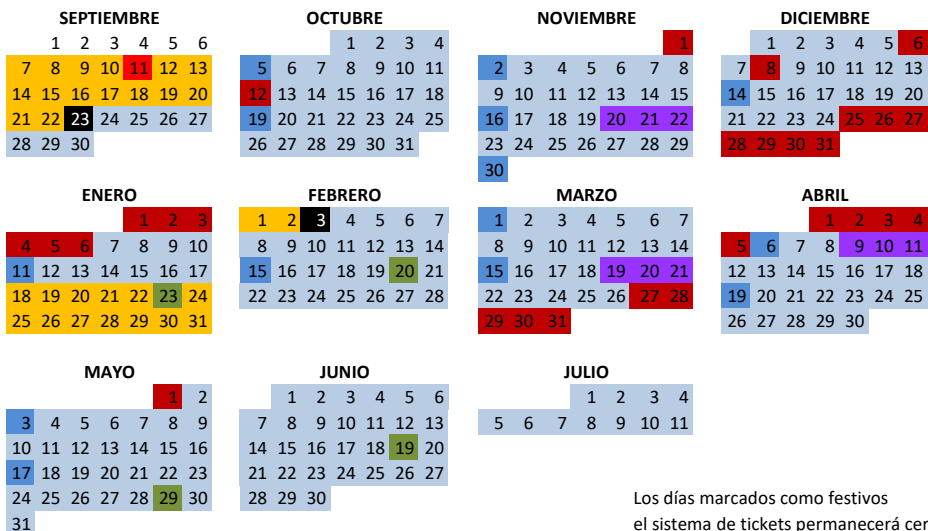 SEPTIEMBRE OCTUBRE NOVIEMBRE DICIEMBRE
1 2 3 4 5 6 1 2 3 4 1 1 2 3 4 5 6
7 8 9 10 11 12 13 5 6 7 8 9 10 11 2 3 4 5 6 7 8 7 8 9 10 11 12 13
14 15 16 17 18 19 20 12 13 14 15 16 17 18 9 10 11 12 13 14 15 14 15 16 17 18 19 20
21 22 23 24 25 26 27 19 20 21 22 23 24 25 16 17 18 19 20 21 22 21 22 23 24 25 26 27
28 29 30 26 27 28 29 30 31 23 24 25 26 27 28 29 28 29 30 31
30
ENERO FEBRERO MARZO ABRIL
1 2 3 1 2 3 4 5 6 7 1 2 3 4 5 6 7 1 2 3 4
4 5 6 7 8 9 10 8 9 10 11 12 13 14 8 9 10 11 12 13 14 5 6 7 8 9 10 11
11 12 13 14 15 16 17 15 16 17 18 19 20 21 15 16 17 18 19 20 21 12 13 14 15 16 17 18
18 19 20 21 22 23 24 22 23 24 25 26 27 28 22 23 24 25 26 27 28 19 20 21 22 23 24 25
25 26 27 28 29 30 31 29 30 31 26 27 28 29 30
MAYO JUNIO JULIO
1 2 1 2 3 4 5 6 1 2 3 4
3 4 5 6 7 8 9 7 8 9 10 11 12 13 5 6 7 8 9 10 11
10 11 12 13 14 15 16 14 15 16 17 18 19 20
17 18 19 20 21 22 23 21 22 23 24 25 26 27
24 25 26 27 28 29 30 28 29 30
31
Los días marcados como festivos
el sistema de tickets permanecerá cer